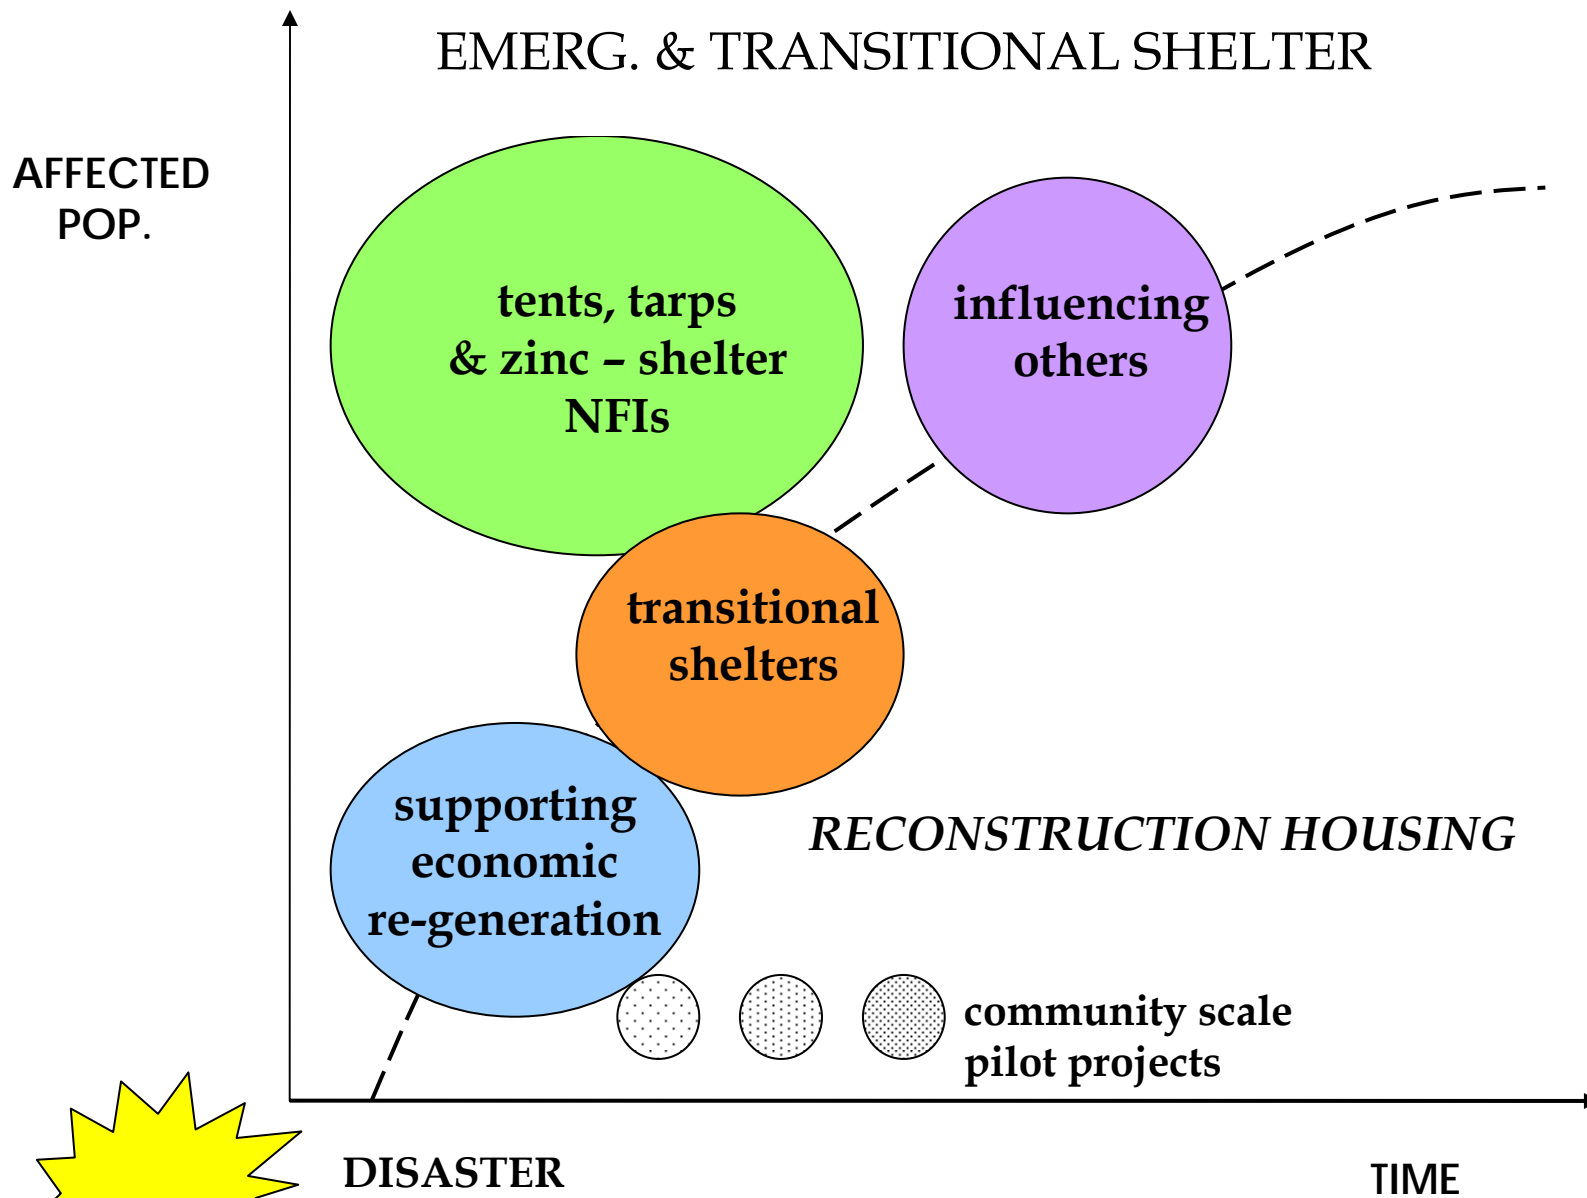 EMERG. & TRANSITIONAL SHELTER
AFFECTED
POP.
tents, tarps
& zinc – shelter
NFIs
influencing
others
transitional
shelters
supporting
economic
re-generation
RECONSTRUCTION HOUSING
community scale
pilot projects
DISASTER
TIME